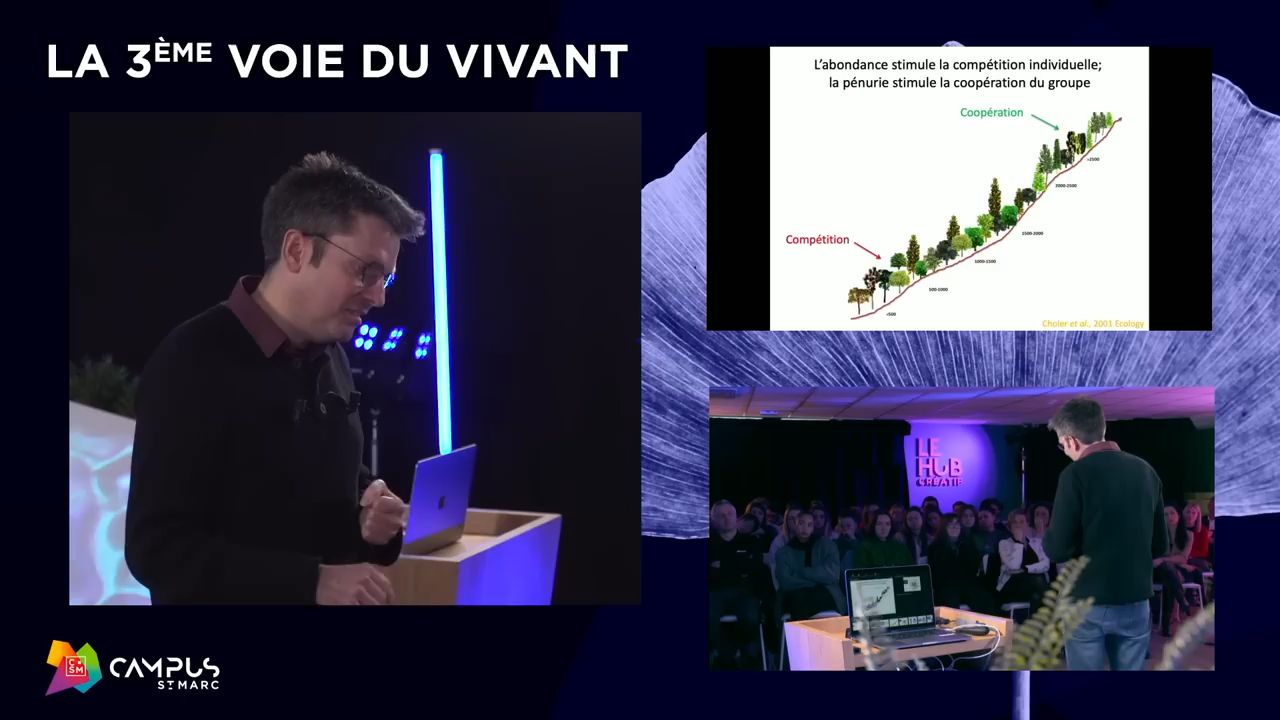 LA 3ÈME VOIE DU VIVANT
L'abondance stimule la compétition individuelle;
la pénurie stimule la coopération du groupe
Coopération
>2500
2000-2500
Compétition
1500-2000
1000-1500
500-1000
<500
Choler et al., 2001 Ecology
LE
HUB
CRÉATIF
C
SM
CAMPUS
ST MARC